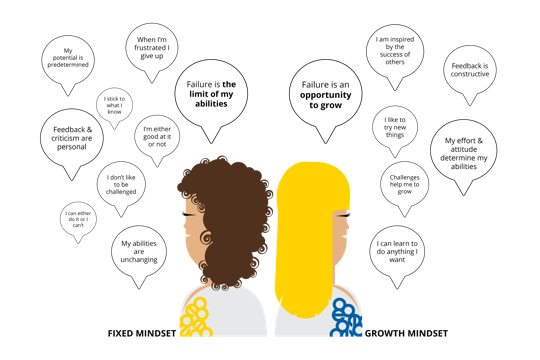 My
potential is
predetermined
When I'm
frustrated I
give up
Failure is the
limit of my
abilities
I stick to
what I
know
Feedback &
criticism are
personal
I'm either
good at it
or not
I don't like
to be
challenged
I can either
do it or I
can't
My abilities
are
unchanging
FIXED MINDSET
Failure is an
opportunity
to grow
I am inspired
by the
success of
others
Feedback is
constructive
I like to
try new
things
My effort &
attitude
determine my
abilities
Challenges
help me to
grow
I can learn to
do anything I
want
GROWTH MINDSET